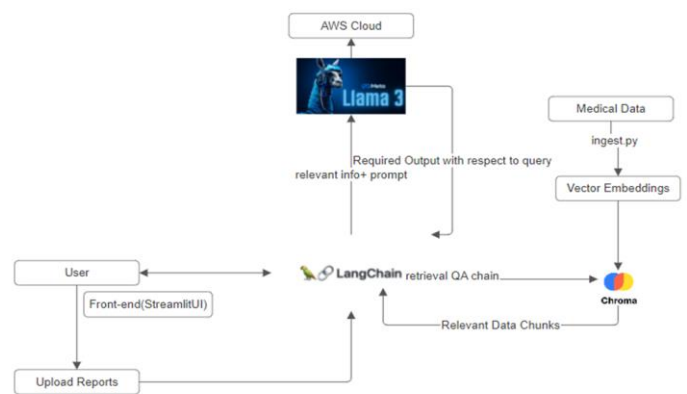 AWS Cloud
Meta
Llama 3
Medical Data
ingest.py
Required Output with respect to query
relevant info+ prompt
Vector Embeddings
User
LangChain
retrieval QA chain
Chroma
Front-end(StreamlitUI)
Relevant Data Chunks
Upload Reports